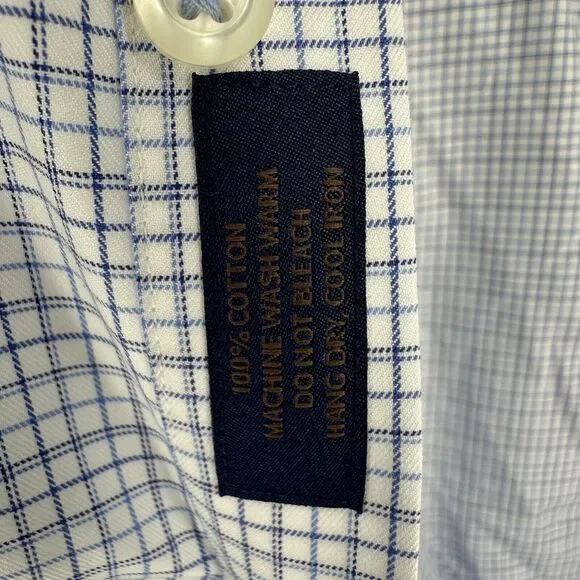 100% COTTON
MACHINE WASH WARM
DO NOT BLEACH
HANG DRY, COOL IRON